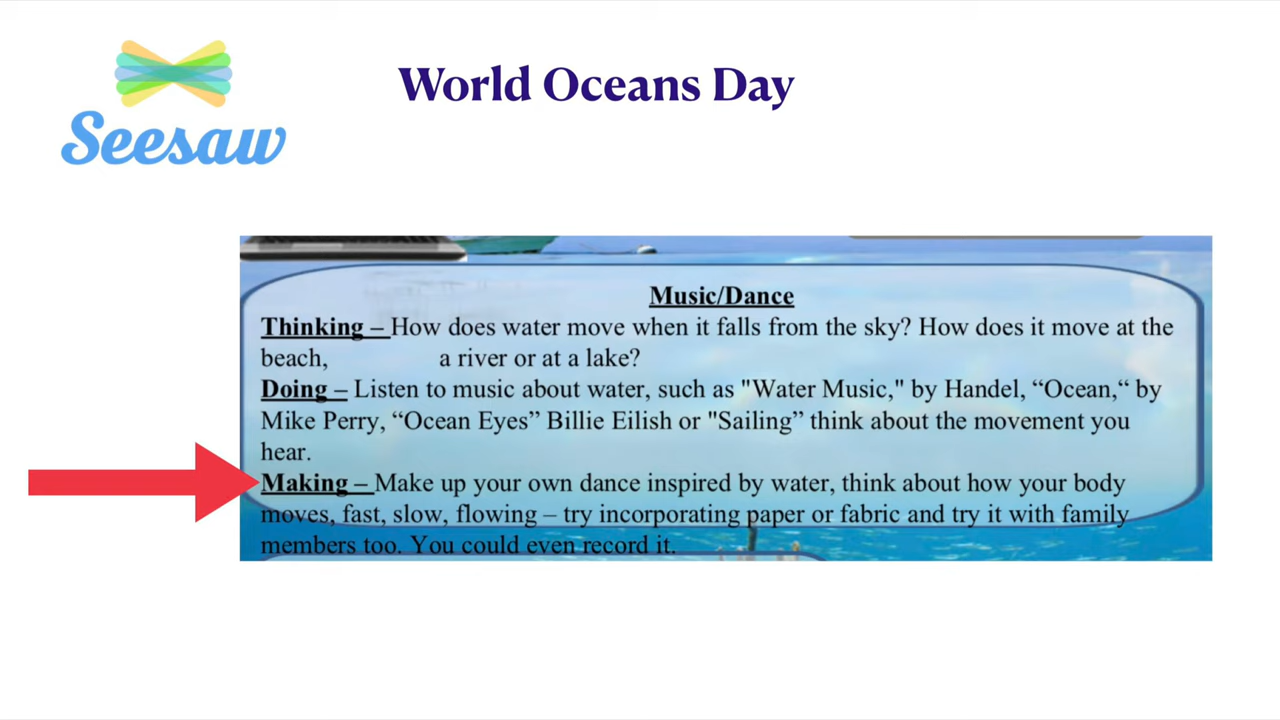 Seesaw
World Oceans Day
Music/Dance
Thinking – How does water move when it falls from the sky? How does it move at the
beach, a river or at a lake?
Doing – Listen to music about water, such as "Water Music," by Handel, “Ocean,“ by
Mike Perry, “Ocean Eyes” Billie Eilish or "Sailing” think about the movement you
hear.
Making – Make up your own dance inspired by water, think about how your body
moves, fast, slow, flowing – try incorporating paper or fabric and try it with family
members too. You could even record it.